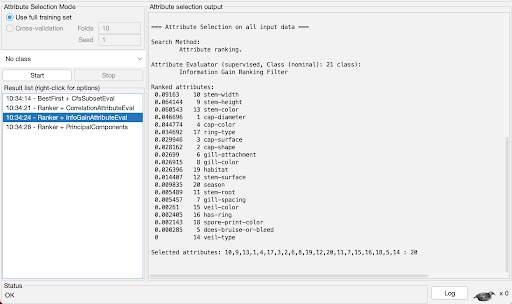 Attribute Selection Mode
Use full training set
Cross-validation Folds 10
Seed 1
No class
Start Stop
Result list (right-click for options)
10:34:14 - BestFirst + CfsSubsetEval
10:34:21 - Ranker + CorrelationAttributeEval
10:34:24 - Ranker + InfoGainAttributeEval
10:34:28 - Ranker + PrincipalComponents
Attribute selection output
=== Attribute Selection on all input data ===
Search Method:
Attribute ranking.
Attribute Evaluator (supervised, Class (nominal): 21 class):
Information Gain Ranking Filter
Ranked attributes:
0.09163 10 stem-width
0.064144 9 stem-height
0.060543 13 stem-color
0.046696 1 cap-diameter
0.044774 4 cap-color
0.034692 17 ring-type
0.029946 3 cap-surface
0.028162 2 cap-shape
0.02699 6 gill-attachment
0.026915 8 gill-color
0.026396 19 habitat
0.014407 12 stem-surface
0.009835 20 season
0.005489 11 stem-root
0.005457 7 gill-spacing
0.00261 15 veil-color
0.002405 16 has-ring
0.002143 18 spore-print-color
0.000285 5 does-bruise-or-bleed
0 14 veil-type
Selected attributes: 10,9,13,1,4,17,3,2,6,8,19,12,20,11,7,15,16,18,5,14 : 20
Status
OK
Log
x 0